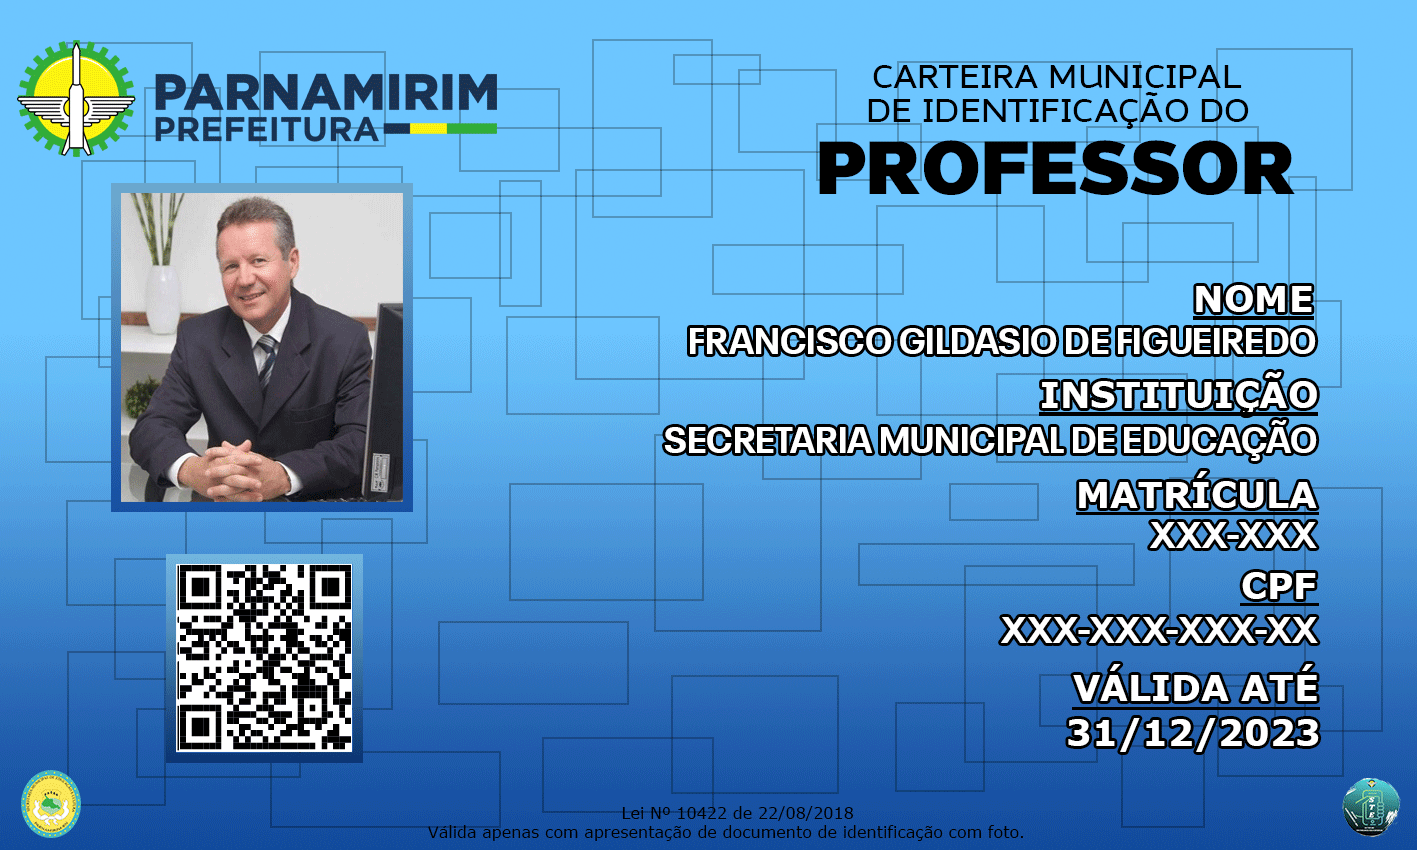 PARNAMIRIM
PREFEITURA
CARTEIRA MUNICIPAL
DE IDENTIFICAÇÃO DO
PROFESSOR
NOME
FRANCISCO GILDASIO DE FIGUEIREDO
INSTITUIÇÃO
SECRETARIA MUNICIPAL DE EDUCAÇÃO
MATRÍCULA
XXX-XXX
CPF
XXX-XXX-XXX-XX
VÁLIDA ATÉ
31/12/2023
Lei Nº 10422 de 22/08/2018
Válida apenas com apresentação de documento de identificação com foto.